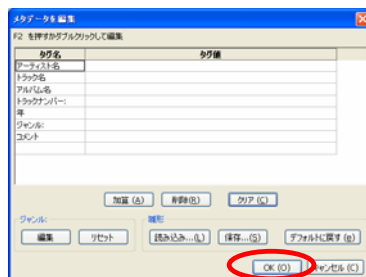 メタデータを編集
F2 を押すかダブルクリックして編集
タグ名 タグ値
アーティスト名
トラック名
アルバム名
トラックナンバー:
年
ジャンル:
コメント
加算 (A) 削除(R) クリア (C)
ジャンル: 雛形
編集 リセット 読み込み...(L) 保存...(S) デフォルトに戻す (e)
OK (O) キャンセル (C)